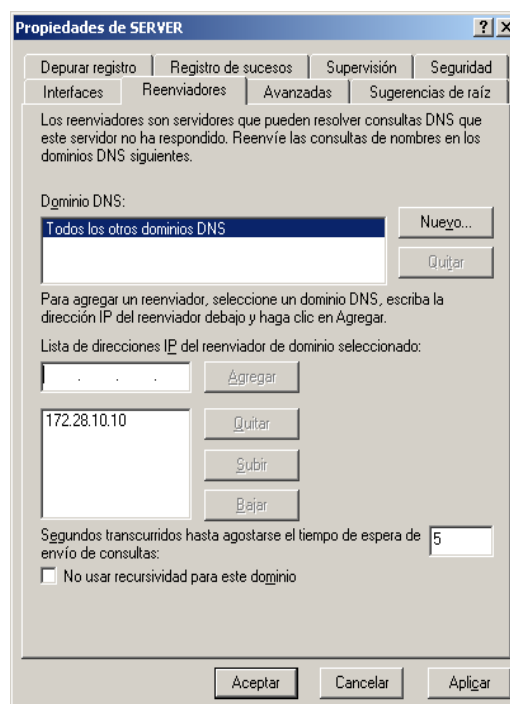 Propiedades de SERVER
Depurar registro Registro de sucesos Supervisión Seguridad
Interfaces Reenviadores Avanzadas Sugerencias de raíz
Los reenviadores son servidores que pueden resolver consultas DNS que
este servidor no ha respondido. Reenvíe las consultas de nombres en los
dominios DNS siguientes.
Dominio DNS:
Todos los otros dominios DNS
Nuevo...
Quitar
Para agregar un reenviador, seleccione un dominio DNS, escriba la
dirección IP del reenviador debajo y haga clic en Agregar.
Lista de direcciones IP del reenviador de dominio seleccionado:
. . . Agregar
172.28.10.10
Quitar
Subir
Bajar
Segundos transcurridos hasta agostarse el tiempo de espera de 5
envío de consultas:
No usar recursividad para este dominio
Aceptar Cancelar Aplicar